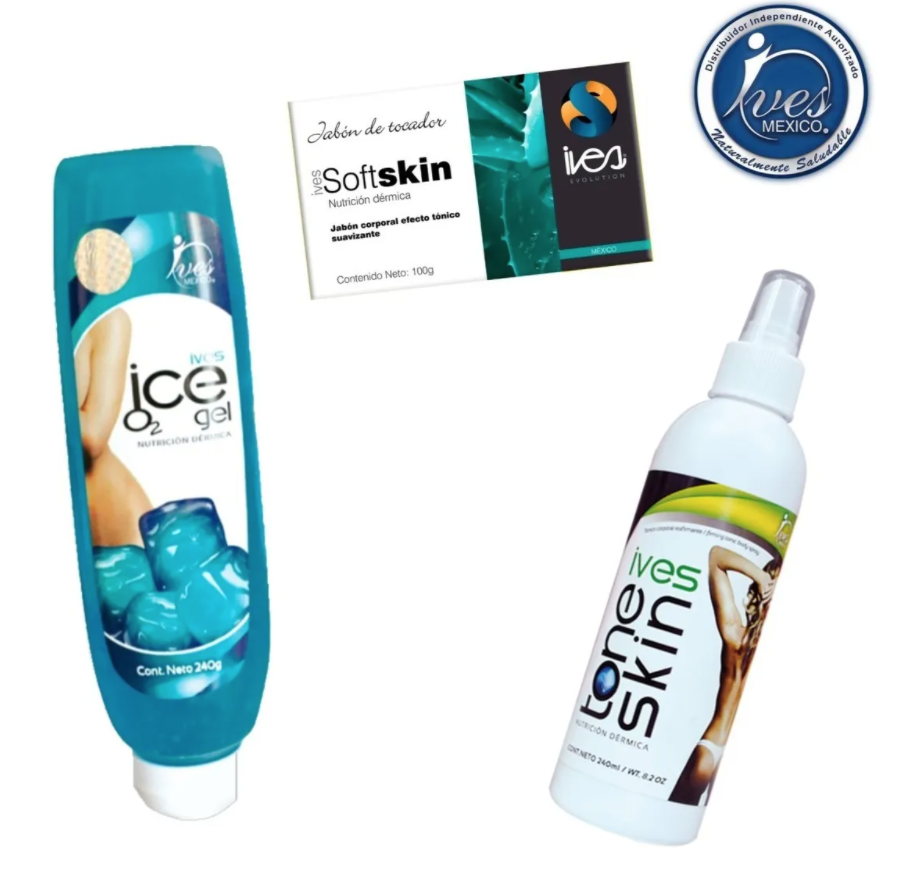 Distribuidor Independiente Autorizado
ives
MEXICO®
Naturalmente Saludable
Jabón de tocador
ives
Softskin
Nutrición dérmica
Jabón corporal efecto tónico
suavizante
Contenido Neto: 100g
ives
EVOLUTION
MÉXICO
ives
MEXICO®
ives
ice
O2 gel
NUTRICIÓN DÉRMICA
Cont. Neto 240g
ives
tone
skin
NUTRICIÓN DÉRMICA
CONT. NETO 240ml / WT. 8.2 OZ